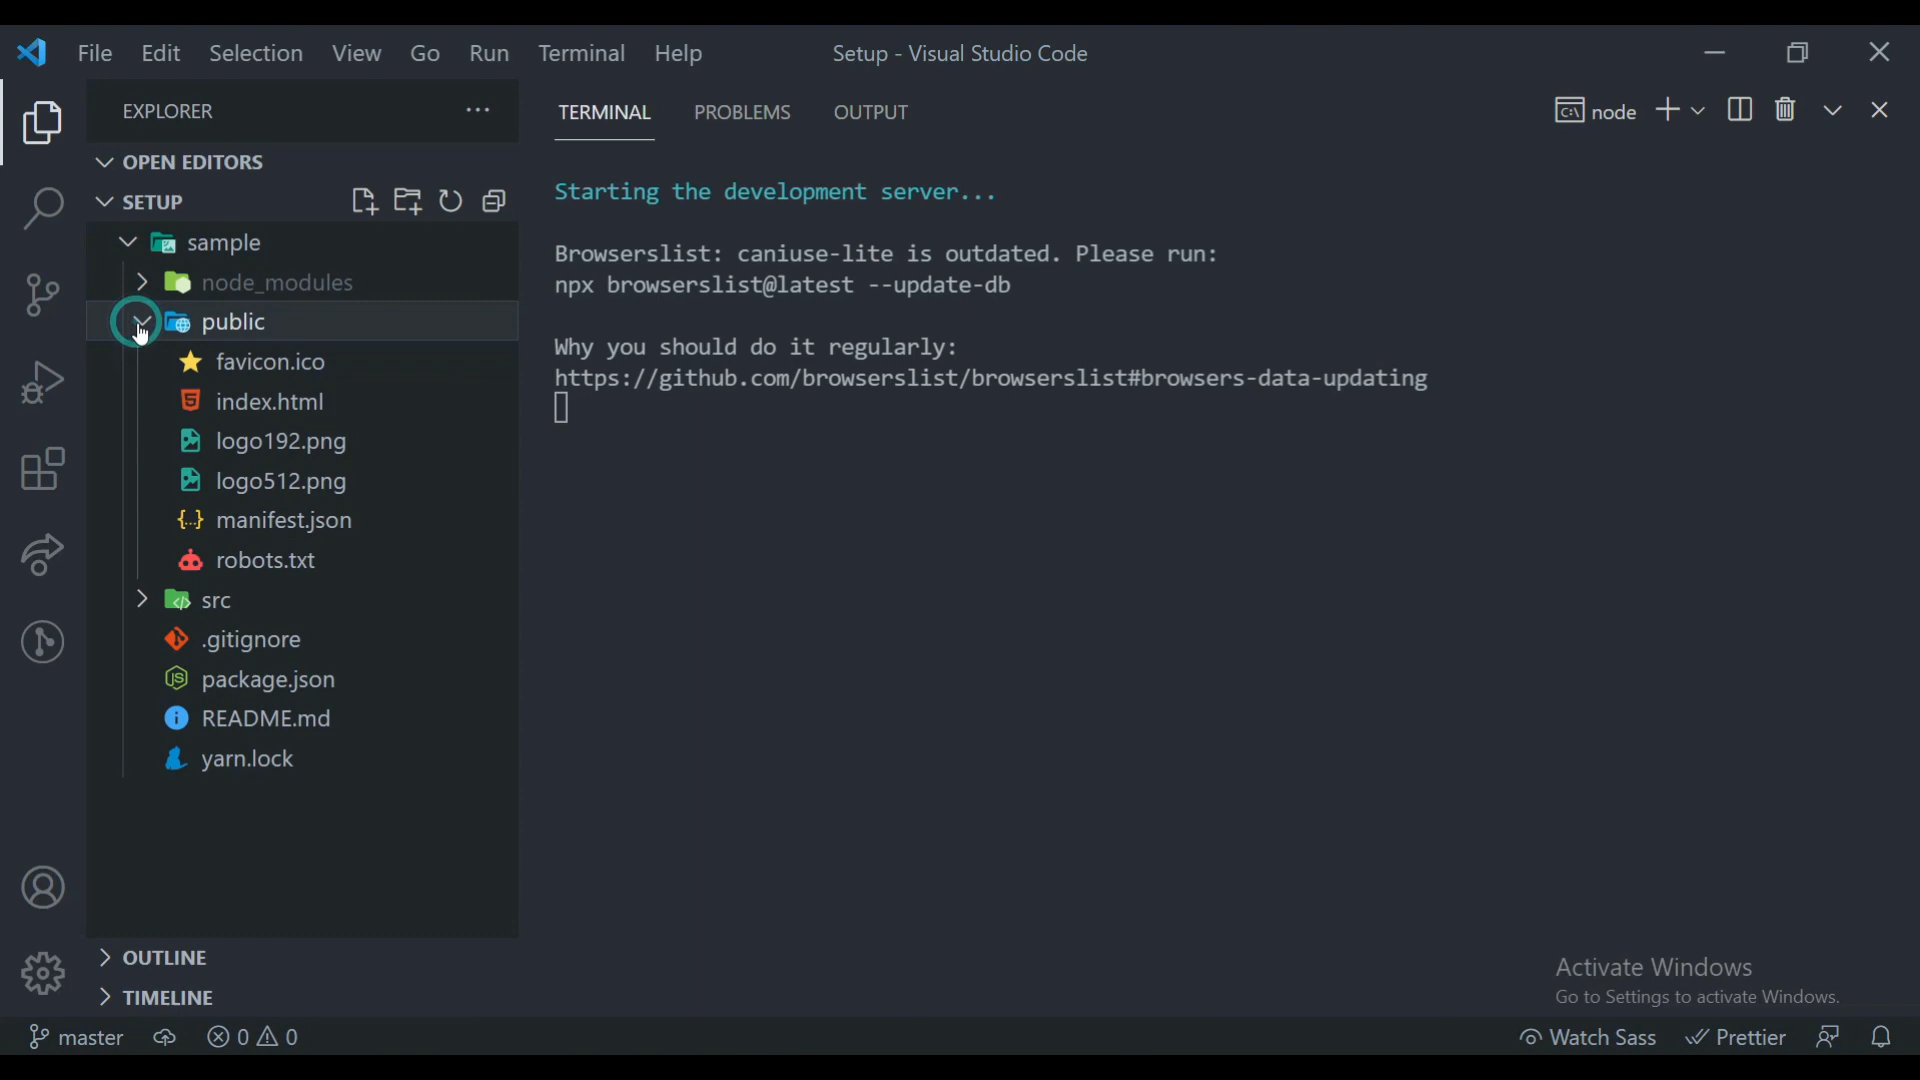 File Edit Selection View Go Run Terminal Help Setup - Visual Studio Code
EXPLORER
OPEN EDITORS
SETUP
sample
node_modules
public
favicon.ico
index.html
logo192.png
logo512.png
manifest.json
robots.txt
src
.gitignore
package.json
README.md
yarn.lock
OUTLINE
TIMELINE
TERMINAL PROBLEMS OUTPUT
node
Starting the development server...
Browserslist: caniuse-lite is outdated. Please run:
npx browserslist@latest --update-db
Why you should do it regularly:
https://github.com/browserslist/browserslist#browsers-data-updating
Activate Windows
Go to Settings to activate Windows.
master 0 0 Watch Sass Prettier